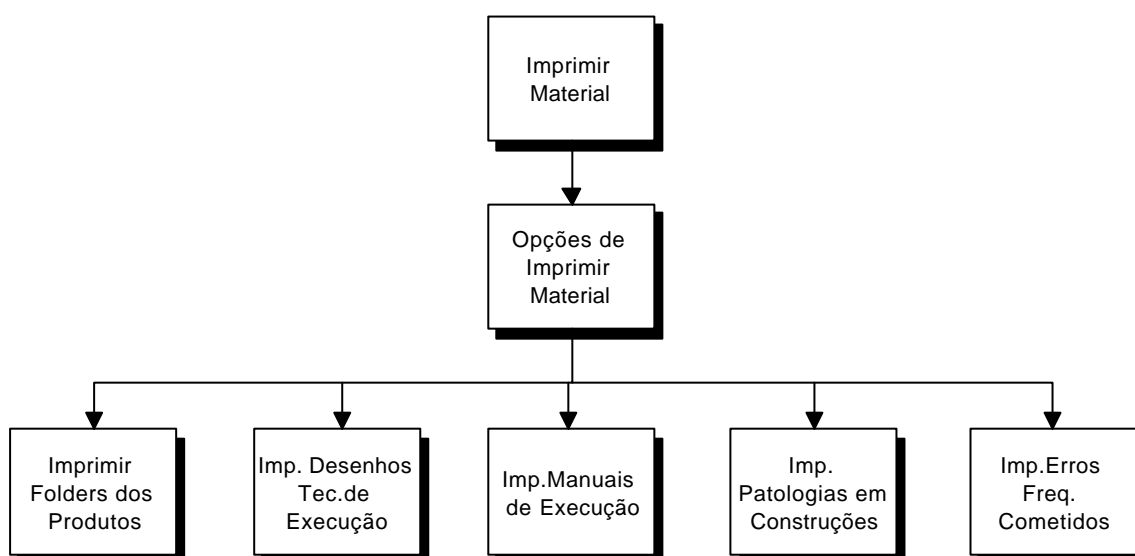 Imprimir
Material
Opções de
Imprimir
Material
Imprimir
Folders dos
Produtos
Imp. Desenhos
Tec.de
Execução
Imp.Manuais
de Execução
Imp.
Patologias em
Construções
Imp.Erros
Freq.
Cometidos